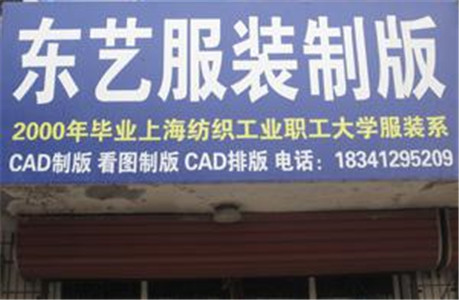 东艺服装制版
2000年毕业上海纺织工业职工大学服装系
CAD制版 看图制版 CAD排版 电话：18341295209